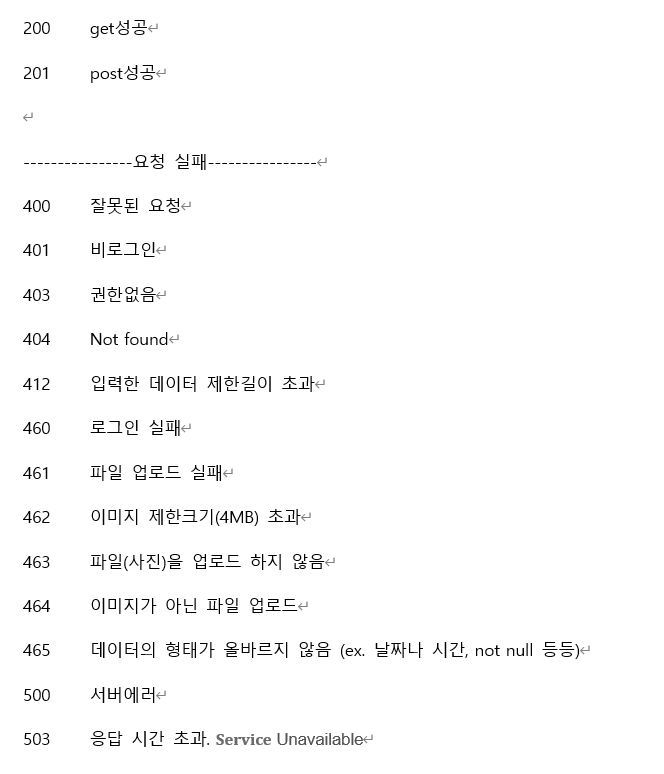 200 get성공
201 post성공
----------------요청 실패----------------
400 잘못된 요청
401 비로그인
403 권한없음
404 Not found
412 입력한 데이터 제한길이 초과
460 로그인 실패
461 파일 업로드 실패
462 이미지 제한크기(4MB) 초과
463 파일(사진)을 업로드 하지 않음
464 이미지가 아닌 파일 업로드
465 데이터의 형태가 올바르지 않음 (ex. 날짜나 시간, not null 등등)
500 서버에러
503 응답 시간 초과. Service Unavailable